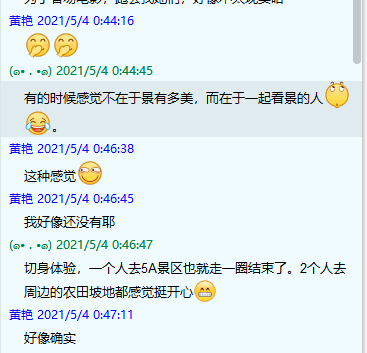 黄艳 2021/5/4 0:44:16
(๑• . •๑) 2021/5/4 0:44:45
有的时候感觉不在于景有多美，而在于一起看景的人
。
黄艳 2021/5/4 0:46:38
这种感觉
黄艳 2021/5/4 0:46:45
我好像还没有耶
(๑• . •๑) 2021/5/4 0:46:47
切身体验，一个人去5A景区也就走一圈结束了。2个人去
周边的农田坡地都感觉挺开心
黄艳 2021/5/4 0:47:11
好像确实